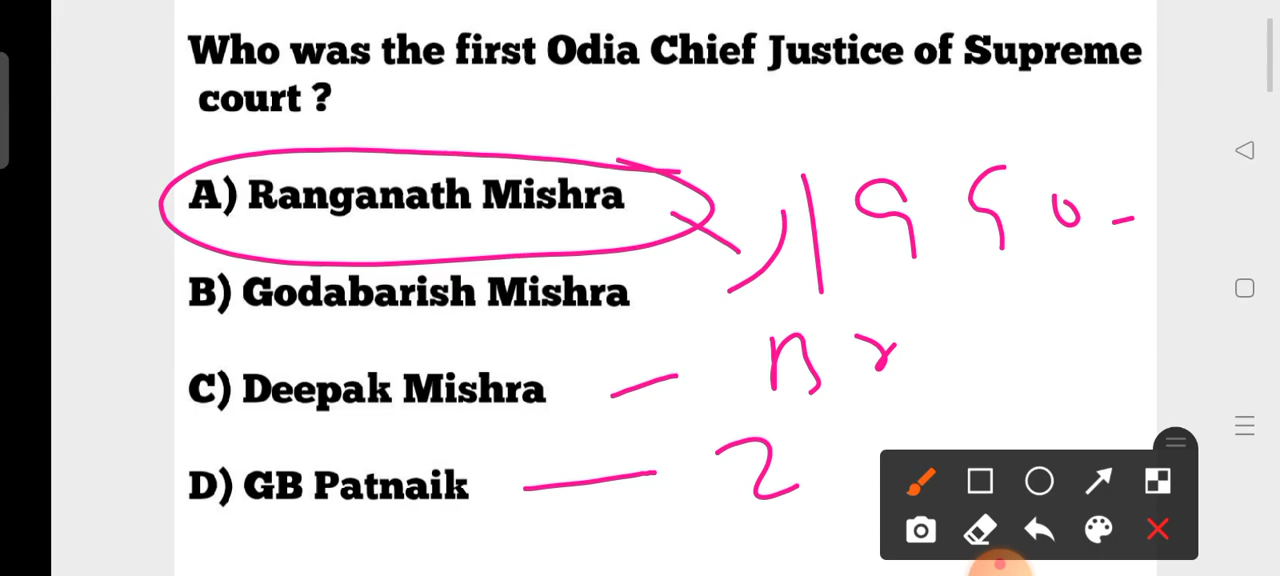 Who was the first Odia Chief Justice of Supreme
court ?
A) Ranganath Mishra 1990-
B) Godabarish Mishra
C) Deepak Mishra —
D) GB Patnaik — 2